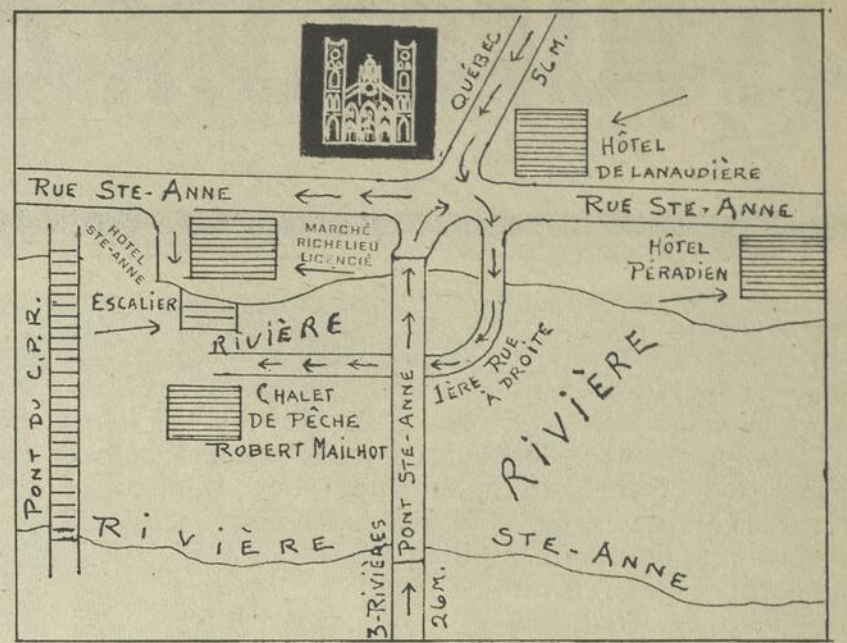 QUÉBEC
56 M.
HÔTEL
DE LANAUDIÈRE
RUE STE-ANNE
RUE STE-ANNE
HOTEL
STE-ANNE
MARCHÉ
RICHELIEU
LICENCIÉ
HÔTEL
PÉRADIEN
ESCALIER
RIVIÈRE
PONT DU C.P.R.
1ÈRE RUE
À DROITE
CHALET
DE PÊCHE
ROBERT MAILHOT
PONT STE-ANNE
RIVIÈRE
RIVIÈRE
STE-ANNE
3-RIVIÈRES
26 M.